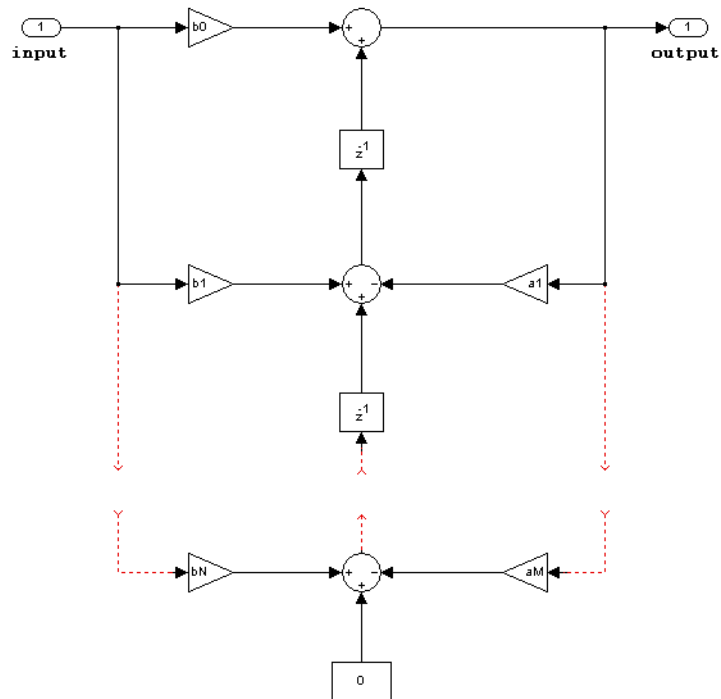 1 b0 + + 1
input output
z-1
b1 + + − a1
z-1
bN + + − aM
0